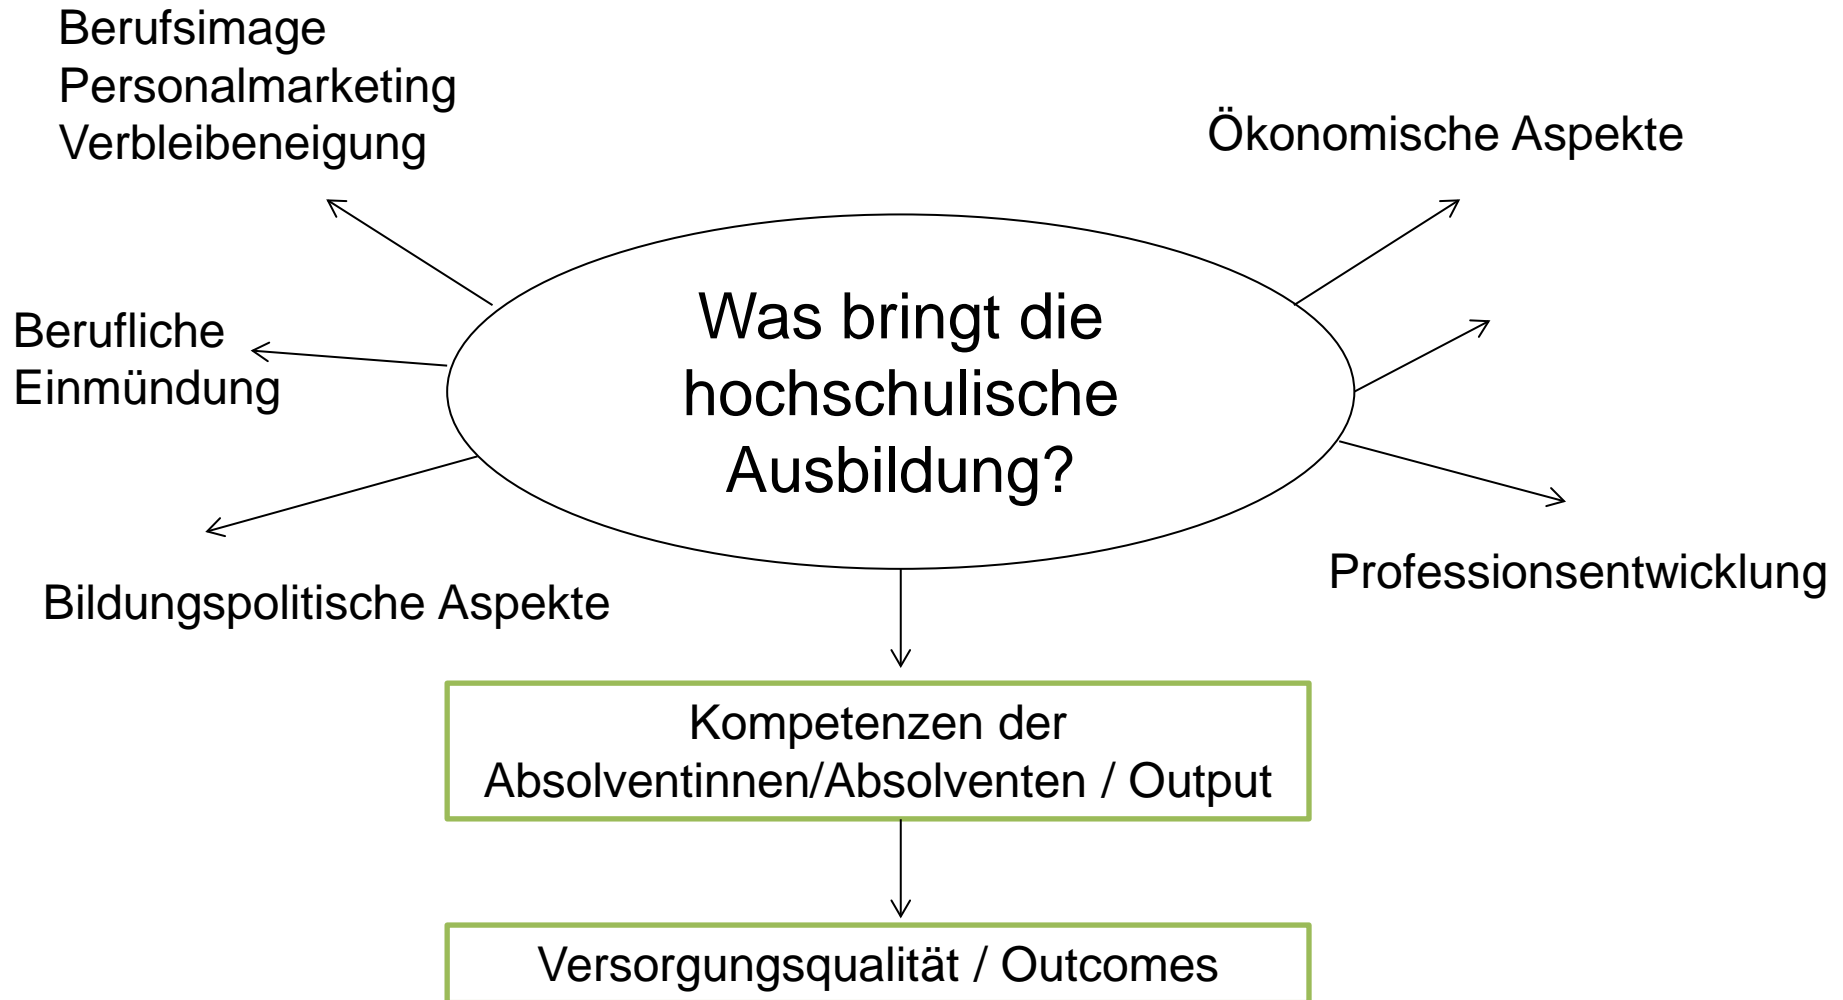 Berufsimage
Personalmarketing
Verbleibeneigung
Ökonomische Aspekte
Was bringt die
hochschulische
Ausbildung?
Berufliche
Einmündung
Bildungspolitische Aspekte
Professionsentwicklung
Kompetenzen der
Absolventinnen/Absolventen / Output
Versorgungsqualität / Outcomes